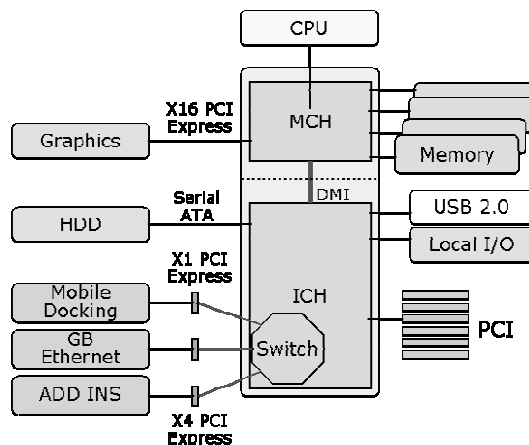 CPU
X16 PCI
Express
MCH
Graphics
Memory
DMI
Serial
ATA
HDD
USB 2.0
Local I/O
X1 PCI
Express
ICH
Mobile
Docking
GB
Ethernet
Switch
PCI
ADD INS
X4 PCI
Express